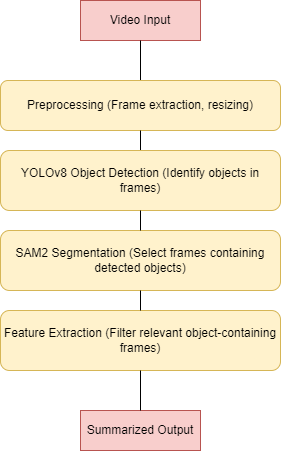 Video Input
Preprocessing (Frame extraction, resizing)
YOLOv8 Object Detection (Identify objects in
frames)
SAM2 Segmentation (Select frames containing
detected objects)
Feature Extraction (Filter relevant object-containing
frames)
Summarized Output